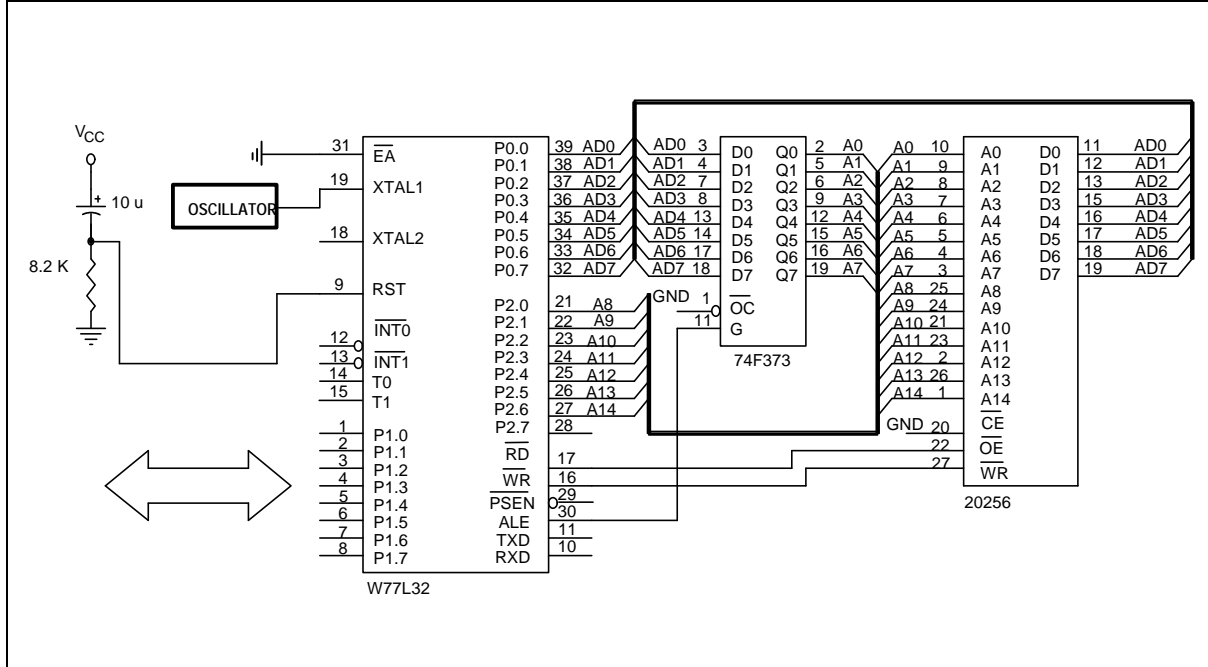 VCC
10 u
8.2 K
OSCILLATOR
31 EA
19 XTAL1
18 XTAL2
9 RST
12 INT0
13 INT1
14 T0
15 T1
1 P1.0
2 P1.1
3 P1.2
4 P1.3
5 P1.4
6 P1.5
7 P1.6
8 P1.7
P0.0 39 AD0
P0.1 38 AD1
P0.2 37 AD2
P0.3 36 AD3
P0.4 35 AD4
P0.5 34 AD5
P0.6 33 AD6
P0.7 32 AD7
P2.0 21 A8
P2.1 22 A9
P2.2 23 A10
P2.3 24 A11
P2.4 25 A12
P2.5 26 A13
P2.6 27 A14
P2.7 28
RD 17
WR 16
PSEN 29
ALE 30
TXD 11
RXD 10
W77L32
AD0 3 D0 Q0 2 A0
AD1 4 D1 Q1 5 A1
AD2 7 D2 Q2 6 A2
AD3 8 D3 Q3 9 A3
AD4 13 D4 Q4 12 A4
AD5 14 D5 Q5 15 A5
AD6 17 D6 Q6 16 A6
AD7 18 D7 Q7 19 A7
GND 1 OC
11 G
74F373
A0 10 A0 D0 11 AD0
A1 9 A1 D1 12 AD1
A2 8 A2 D2 13 AD2
A3 7 A3 D3 15 AD3
A4 6 A4 D4 16 AD4
A5 5 A5 D5 17 AD5
A6 4 A6 D6 18 AD6
A7 3 A7 D7 19 AD7
A8 25 A8
A9 24 A9
A10 21 A10
A11 23 A11
A12 2 A12
A13 26 A13
A14 1 A14
GND 20 CE
22 OE
27 WR
20256